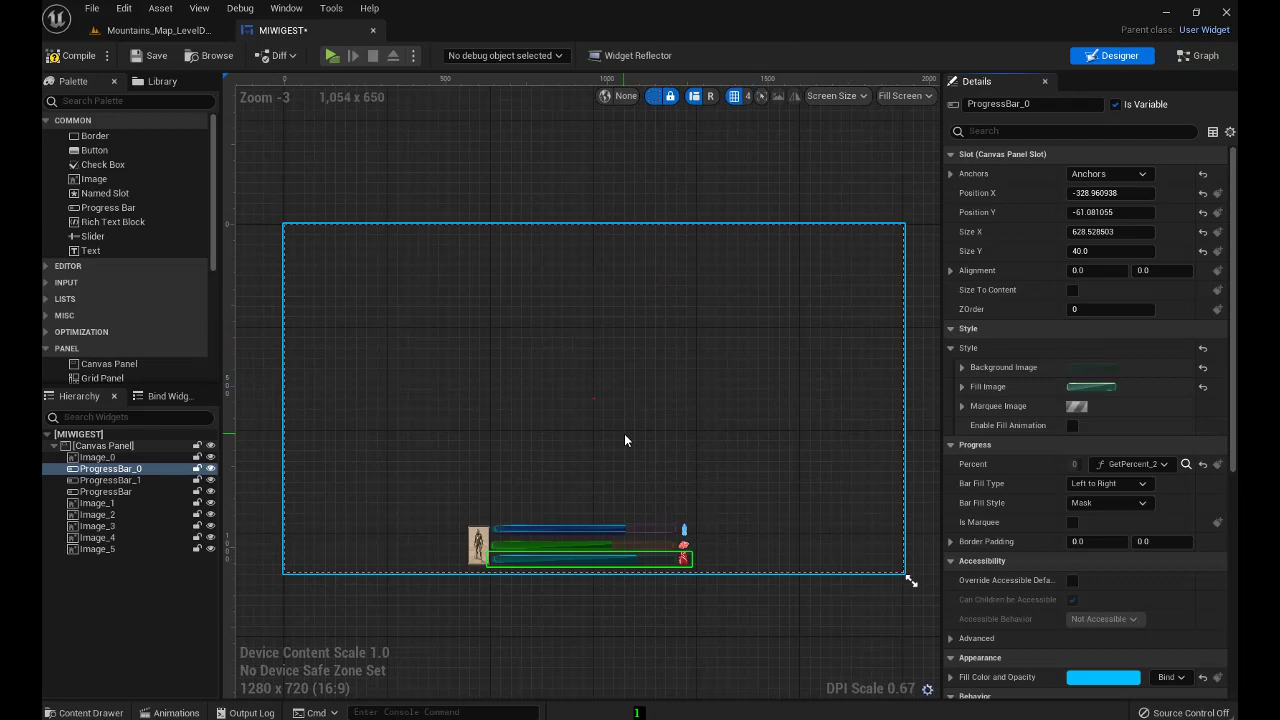 File Edit Asset View Debug Window Tools Help
Mountains_Map_LevelD... MIWIGEST•
Parent class: User Widget
Compile Save Browse Diff No debug object selected Widget Reflector Designer Graph
Palette Library
Search Palette
COMMON
Border
Button
Check Box
Image
Named Slot
Progress Bar
Rich Text Block
Slider
Text
EDITOR
INPUT
LISTS
MISC
OPTIMIZATION
PANEL
Canvas Panel
Grid Panel
Hierarchy Bind Widg...
Search Widgets
[MIWIGEST]
[Canvas Panel]
Image_0
ProgressBar_0
ProgressBar_1
ProgressBar
Image_1
Image_2
Image_3
Image_4
Image_5
0 500 1000 1500 2000
Zoom -3 1,054 x 650
None R 4 Screen Size Fill Screen
0
5
0
0
1
0
0
0
Device Content Scale 1.0
No Device Safe Zone Set
1280 x 720 (16:9)
DPI Scale 0.67
Details
ProgressBar_0 Is Variable
Search
Slot (Canvas Panel Slot)
Anchors Anchors
Position X -328.960938
Position Y -61.081055
Size X 628.528503
Size Y 40.0
Alignment 0.0 0.0
Size To Content
ZOrder 0
Style
Style
Background Image
Fill Image
Marquee Image
Enable Fill Animation
Progress
Percent 0 GetPercent_2
Bar Fill Type Left to Right
Bar Fill Style Mask
Is Marquee
Border Padding 0.0 0.0
Accessibility
Override Accessible Defa...
Can Children be Accessible
Accessible Behavior Not Accessible
Advanced
Appearance
Fill Color and Opacity Bind
Behavior
Content Drawer Animations Output Log Cmd Enter Console Command 1 Source Control Off